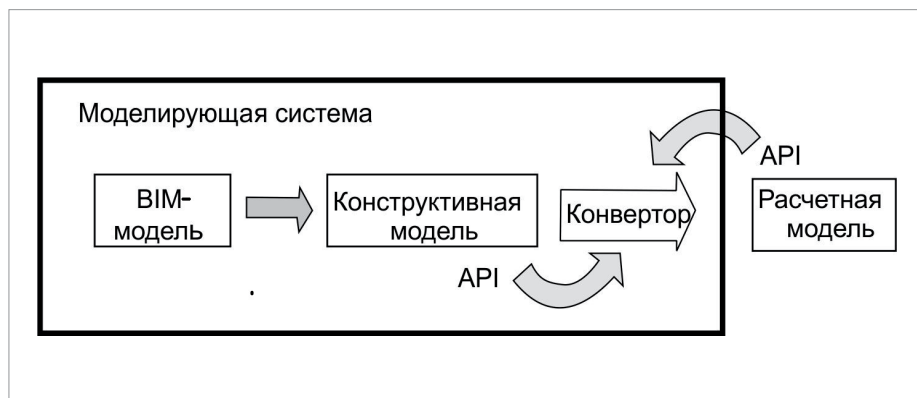 Моделирующая система
API
BIM-
модель
Конструктивная
модель
Конвертор
Расчетная
модель
API